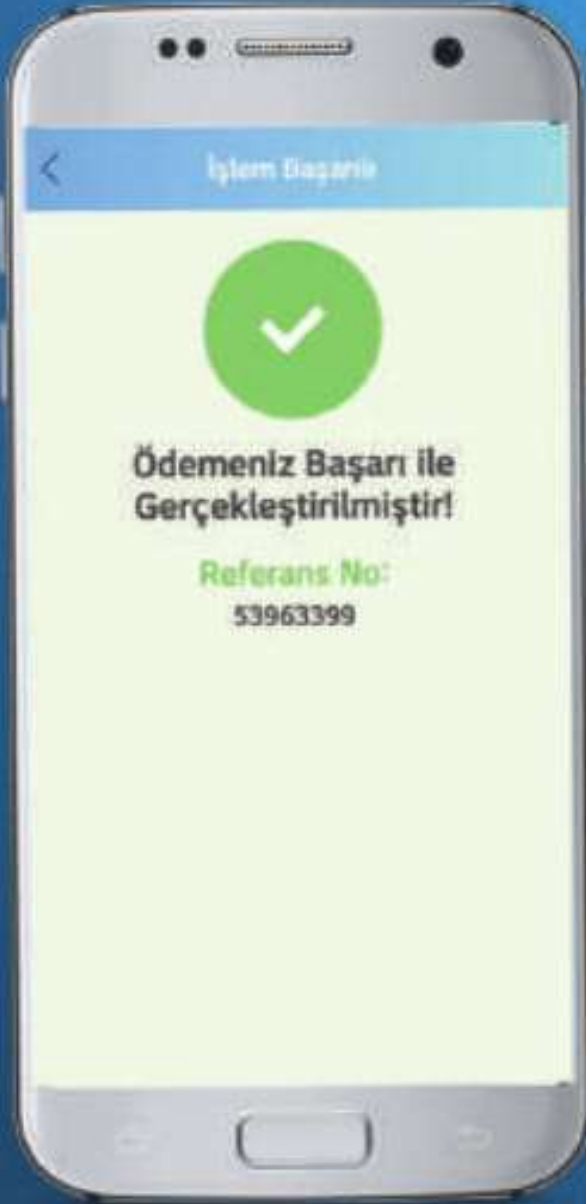 İşlem Başarılı
Ödemeniz Başarı ile
Gerçekleştirilmiştir!
Referans No:
53963399